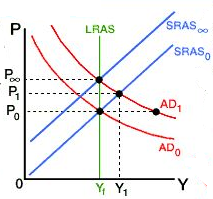 SRAS∞
P
LRAS
SRAS₀
P∞
P₁
AD₁
P₀
AD₀
0
Yf
Y₁
Y